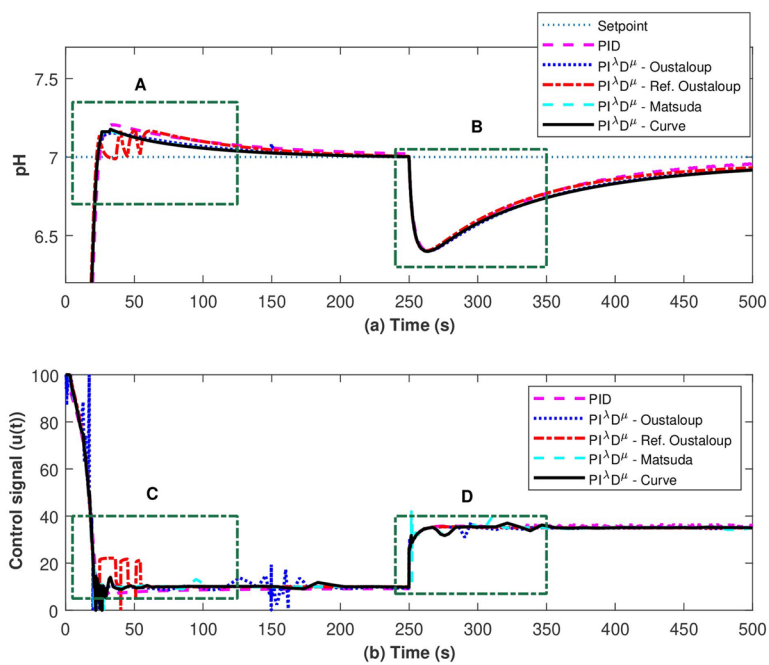 Setpoint
PID
PI^λD^μ - Oustaloup
PI^λD^μ - Ref. Oustaloup
PI^λD^μ - Matsuda
PI^λD^μ - Curve
7.5
7
6.5
pH
A
B
0 50 100 150 200 250 300 350 400 450 500
(a) Time (s)
100
80
60
40
20
0
Control signal (u(t))
PID
PI^λD^μ - Oustaloup
PI^λD^μ - Ref. Oustaloup
PI^λD^μ - Matsuda
PI^λD^μ - Curve
C
D
0 50 100 150 200 250 300 350 400 450 500
(b) Time (s)